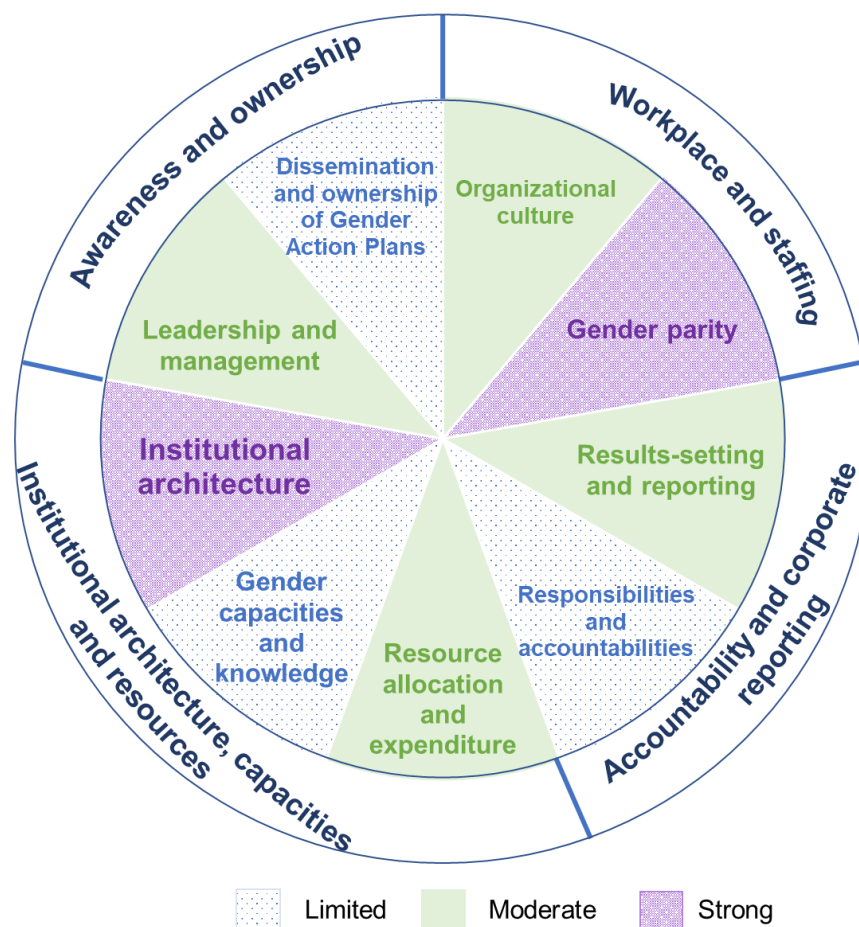 Awareness and ownership
Workplace and staffing
Dissemination
and ownership
of Gender
Action Plans
Organizational
culture
Gender parity
Leadership and
management
Results-setting
and reporting
Institutional
architecture
Responsibilities
and
accountabilities
Gender
capacities
and
knowledge
Resource
allocation
and
expenditure
Accountability and corporate
reporting
Institutional architecture, capacities
and resources
Limited
Moderate
Strong